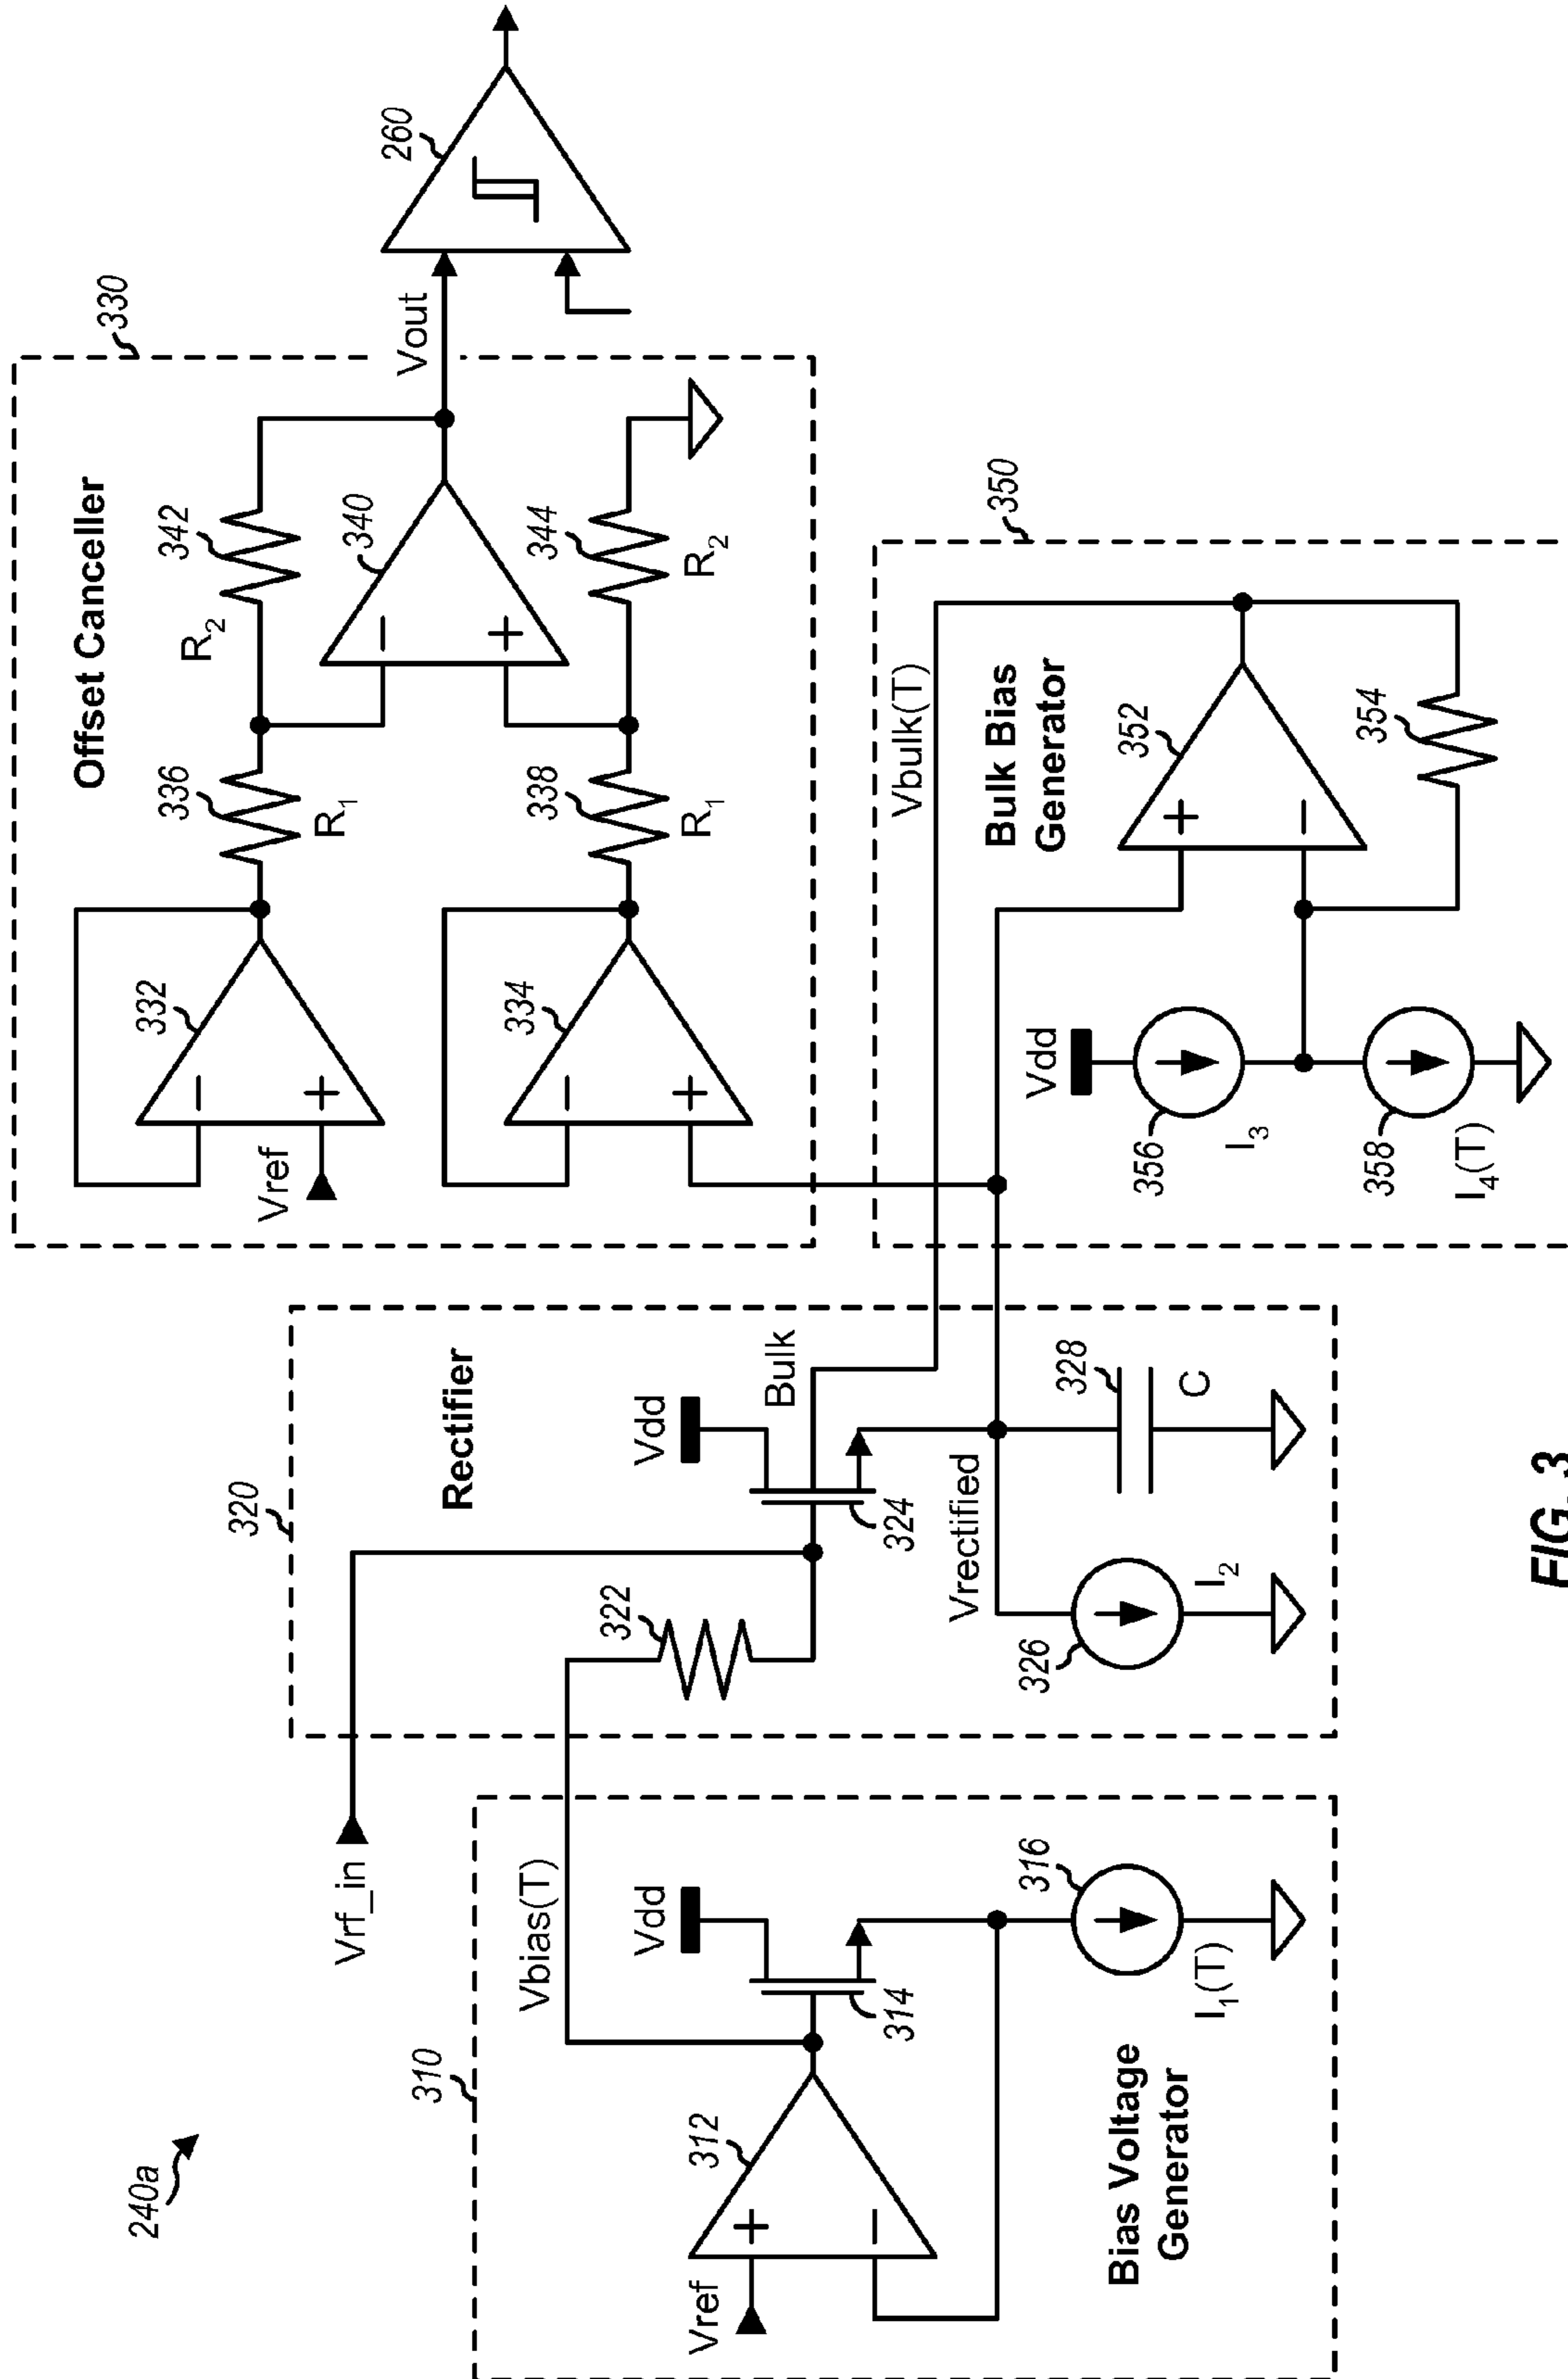 240a
310
Bias Voltage
Generator
Vref
+
−
312
Vbias(T)
Vdd
314
316
I₁(T)
Vrf_in
320
Rectifier
322
Vdd
Bulk
324
Vrectified
326
I₂
328
C
330
Offset Canceller
332
−
+
Vref
334
−
+
336
R₁
338
R₁
342
R₂
340
−
+
344
R₂
Vout
260
350
Vbulk(T)
Bulk Bias
Generator
352
+
−
354
Vdd
356
I₃
358
I₄(T)
FIG. 3